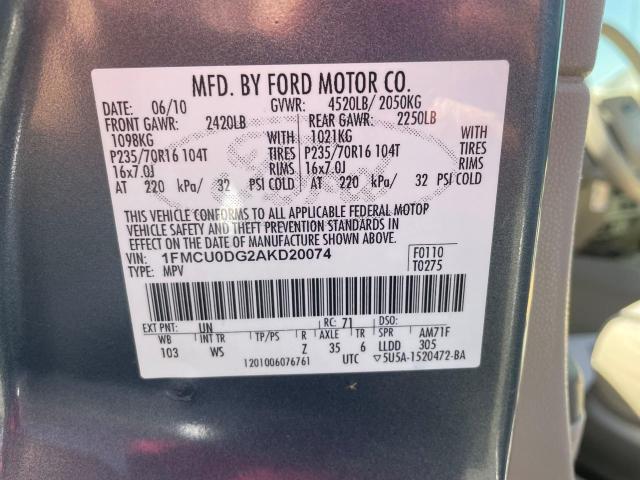 MFD. BY FORD MOTOR CO.
DATE: 06/10 GVWR: 4520LB/ 2050KG
FRONT GAWR: 2420LB REAR GAWR: 2250LB
1098KG WITH 1021KG WITH
P235/70R16 104T TIRES P235/70R16 104T TIRES
16x7.0J RIMS 16x7.0J RIMS
AT 220 kPa/ 32 PSI COLD AT 220 kPa/ 32 PSI COLD
THIS VEHICLE CONFORMS TO ALL APPLICABLE FEDERAL MOTOR
VEHICLE SAFETY AND THEFT PREVENTION STANDARDS IN
EFFECT ON THE DATE OF MANUFACTURE SHOWN ABOVE.
VIN: 1FMCU0DG2AKD20074 F0110
TYPE: MPV T0275
EXT PNT: UN RC: 71 DSO:
WB INT TR TP/PS R AXLE TR SPR AM71F
103 WS Z 35 6 LLDD 305
1201006076761 UTC ▽5U5A-1520472-BA
Ford